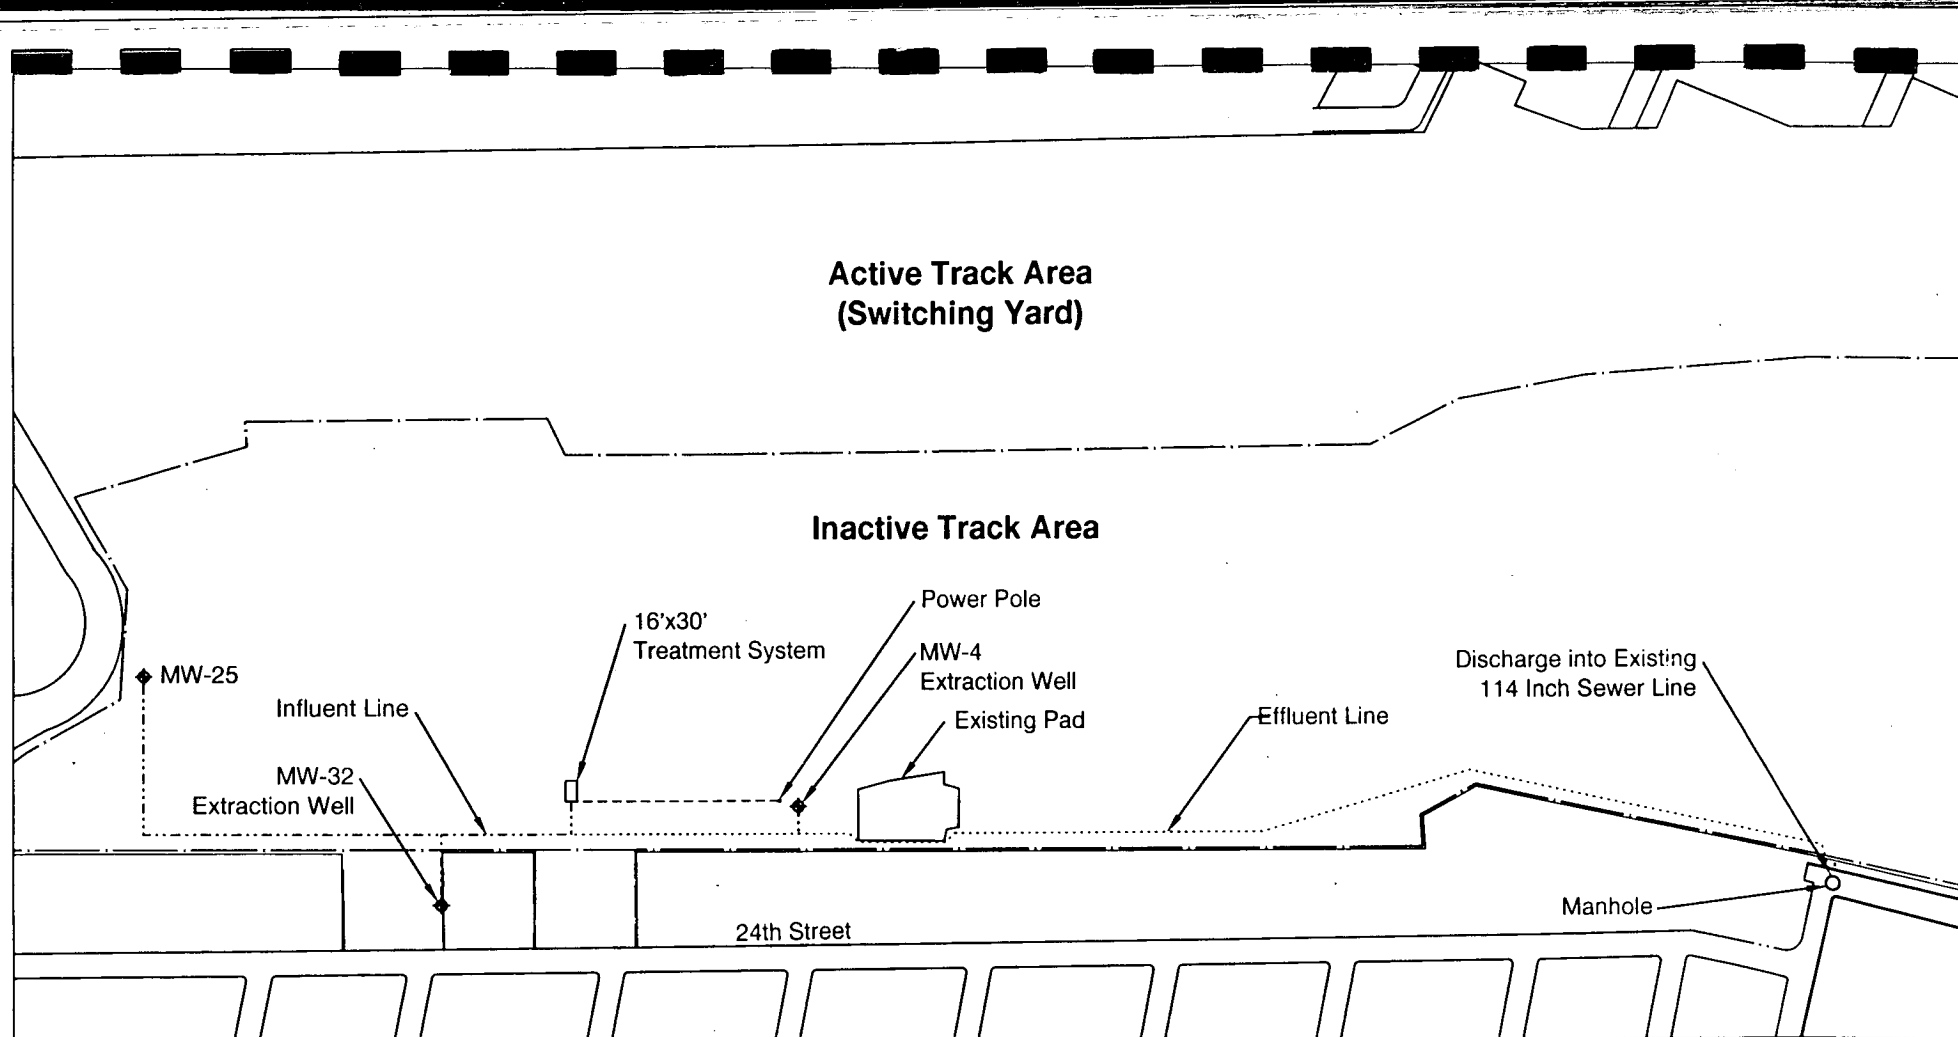 Active Track Area
(Switching Yard)
Inactive Track Area
Power Pole
16'x30'
Treatment System
MW-4
Extraction Well
Discharge into Existing
114 Inch Sewer Line
MW-25
Influent Line
Existing Pad
Effluent Line
MW-32
Extraction Well
Manhole
24th Street